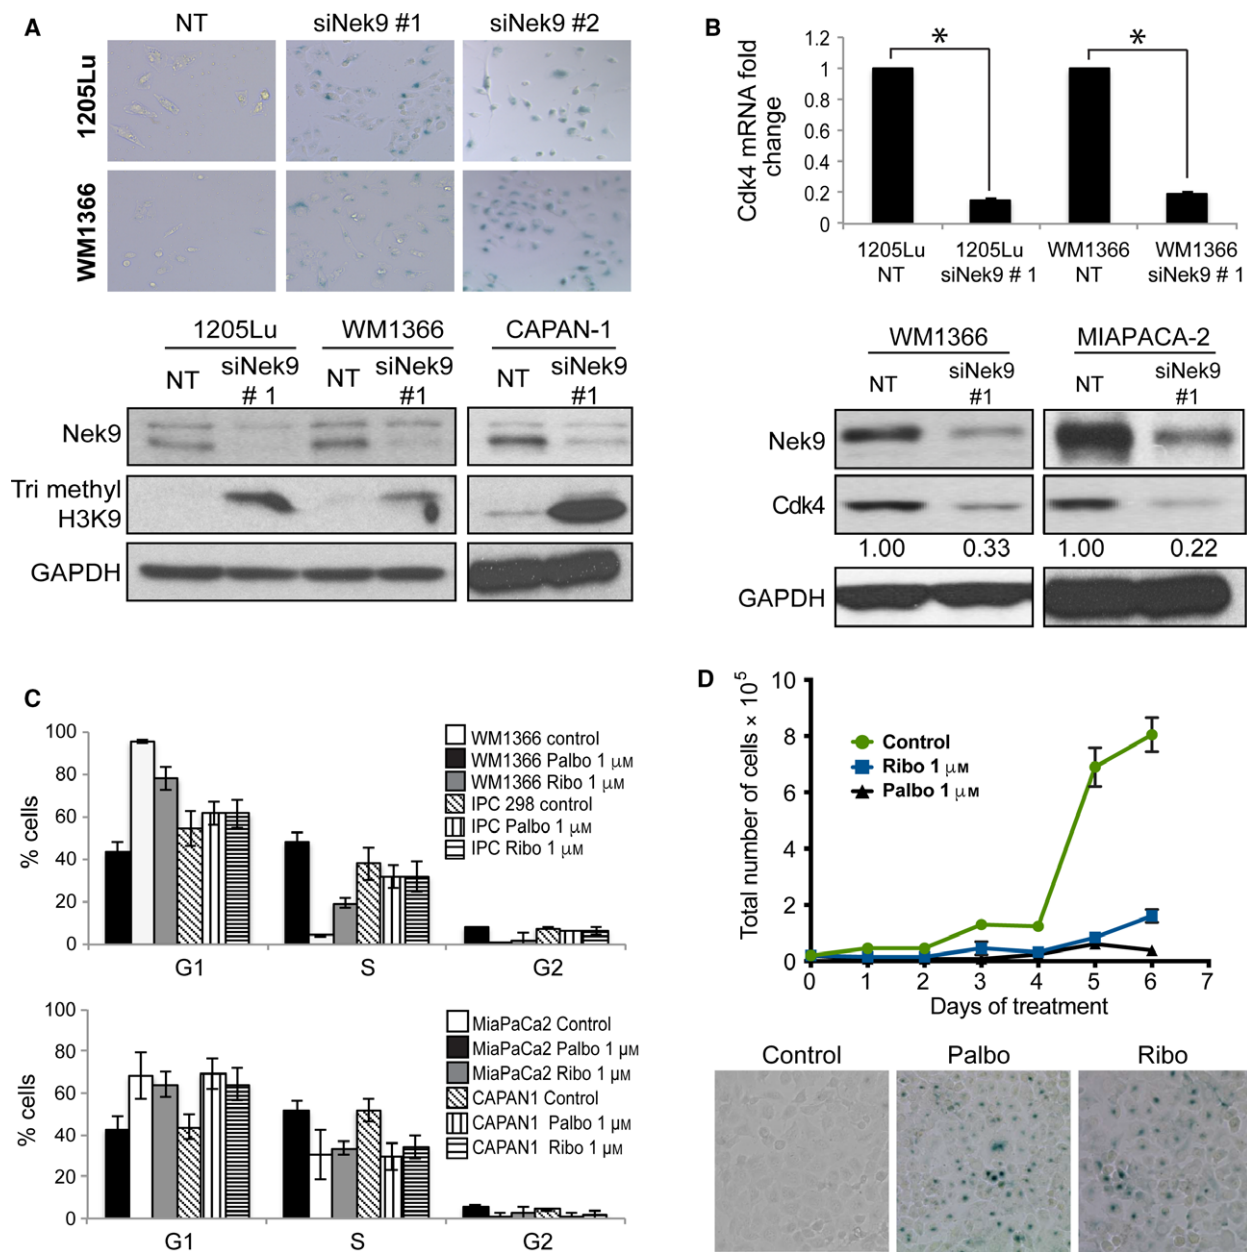 A
NT
siNek9 #1
siNek9 #2
1205Lu
WM1366
1205Lu
WM1366
CAPAN-1
NT
siNek9
# 1
NT
siNek9
#1
NT
siNek9
#1
Nek9
Tri methyl
H3K9
GAPDH
B
Cdk4 mRNA fold
change
1.2
1
0.8
0.6
0.4
0.2
0
*
*
1205Lu
NT
1205Lu
siNek9 # 1
WM1366
NT
WM1366
siNek9 # 1
WM1366
MIAPACA-2
NT
siNek9
#1
NT
siNek9
#1
Nek9
Cdk4
1.00
0.33
1.00
0.22
GAPDH
C
% cells
100
80
60
40
20
0
G1
S
G2
WM1366 control
WM1366 Palbo 1 μM
WM1366 Ribo 1 μM
IPC 298 control
IPC Palbo 1 μM
IPC Ribo 1 μM
% cells
100
80
60
40
20
0
G1
S
G2
MiaPaCa2 Control
MiaPaCa2 Palbo 1 μM
MiaPaCa2 Ribo 1 μM
CAPAN1 Control
CAPAN1 Palbo 1 μM
CAPAN1 Ribo 1 μM
D
Total number of cells × 10⁵
10
8
6
4
2
0
Control
Ribo 1 μM
Palbo 1 μM
0 1 2 3 4 5 6 7
Days of treatment
Control
Palbo
Ribo